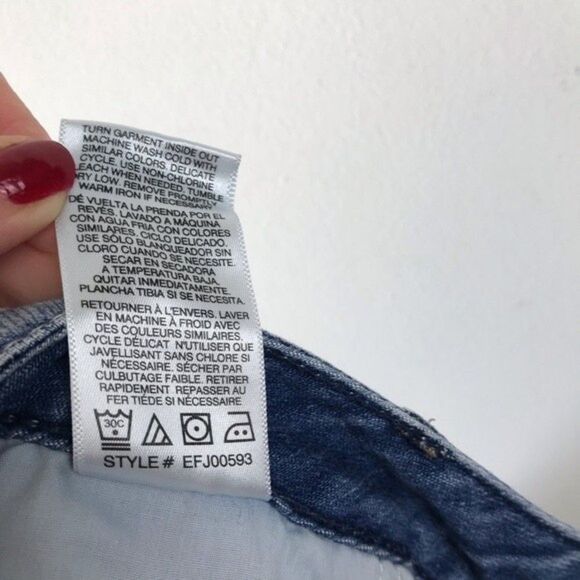 TURN GARMENT INSIDE OUT
MACHINE WASH COLD WITH
SIMILAR COLORS. DELICATE
CYCLE. USE NON-CHLORINE
BLEACH WHEN NEEDED. TUMBLE
DRY LOW. REMOVE PROMPTLY
WARM IRON IF NECESSARY
DÉ VUELTA LA PRENDA POR EL
REVÉS. LAVADO A MÁQUINA
CON AGUA FRIA CON COLORES
SIMILARES. CICLO DELICADO.
USE SÓLO BLANQUEADOR SIN
CLORO CUANDO SE NECESITE.
SECAR EN SECADORA
A TEMPERATURA BAJA.
QUITAR INMEDIATAMENTE.
PLANCHA TIBIA SI SE NECESITA.
RETOURNER À L'ENVERS. LAVER
EN MACHINE À FROID AVEC
DES COULEURS SIMILAIRES.
CYCLE DÉLICAT N'UTILISER QUE
JAVELLISANT SANS CHLORE SI
NÉCESSAIRE. SÉCHER PAR
CULBUTAGE FAIBLE. RETIRER
RAPIDEMENT REPASSER AU
FER TIÉDE SI NÉCESSAIRE
30C
STYLE# EFJ00593